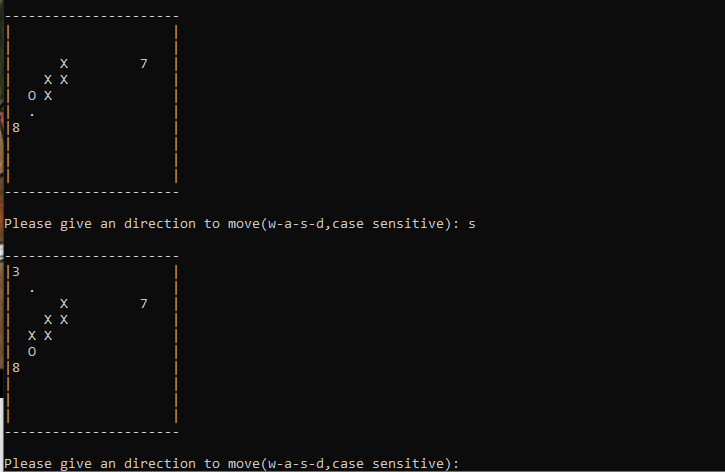 ----------------------
|                    |
|                    |
|      X         7   |
|    X X             |
|  O X               |
|  .                 |
|8                   |
|                    |
|                    |
|                    |
----------------------
Please give an direction to move(w-a-s-d,case sensitive): s
----------------------
|3                   |
|  .                 |
|      X         7   |
|    X X             |
|  X X               |
|  O                 |
|8                   |
|                    |
|                    |
|                    |
----------------------
Please give an direction to move(w-a-s-d,case sensitive):